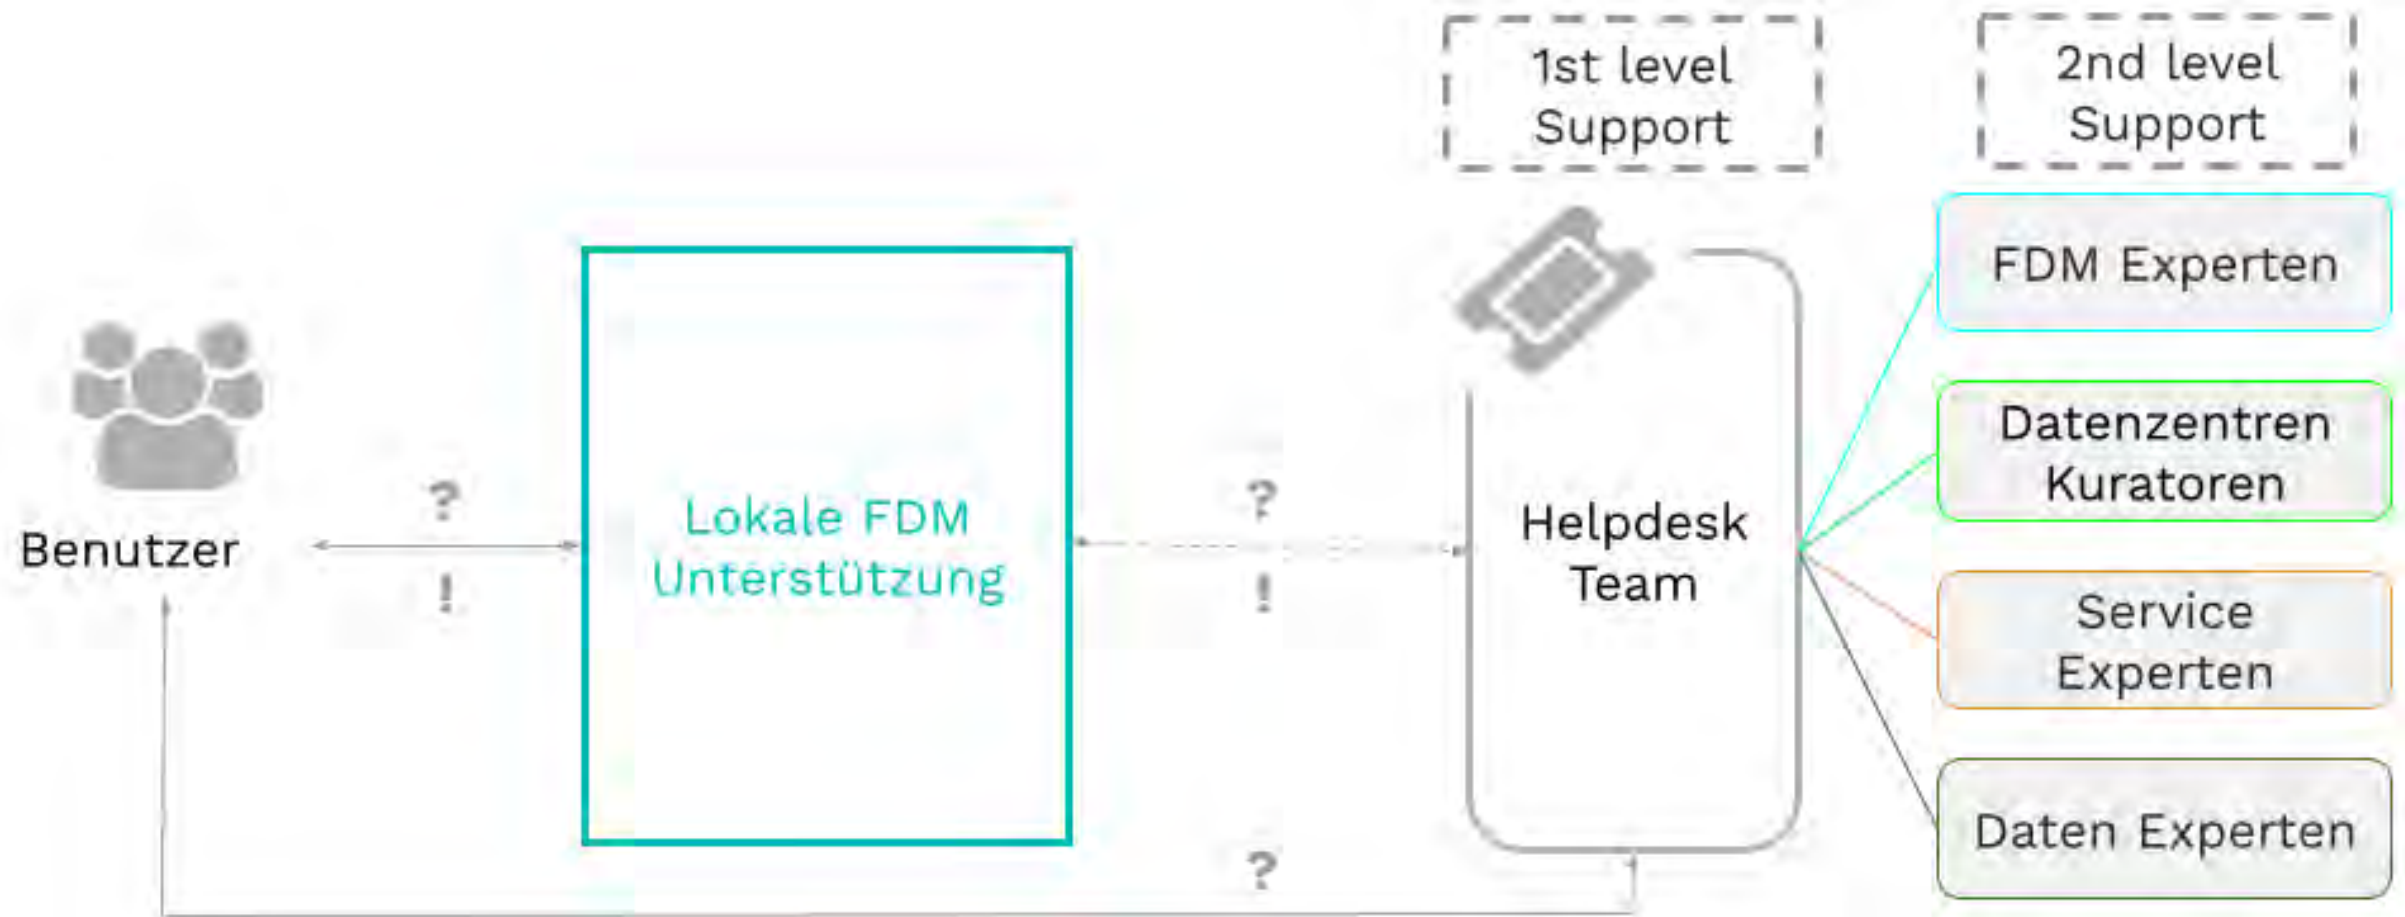 1st level
Support
2nd level
Support
Benutzer
?
!
Lokale FDM
Unterstützung
?
!
?
Helpdesk
Team
FDM Experten
Datenzentren
Kuratoren
Service
Experten
Daten Experten